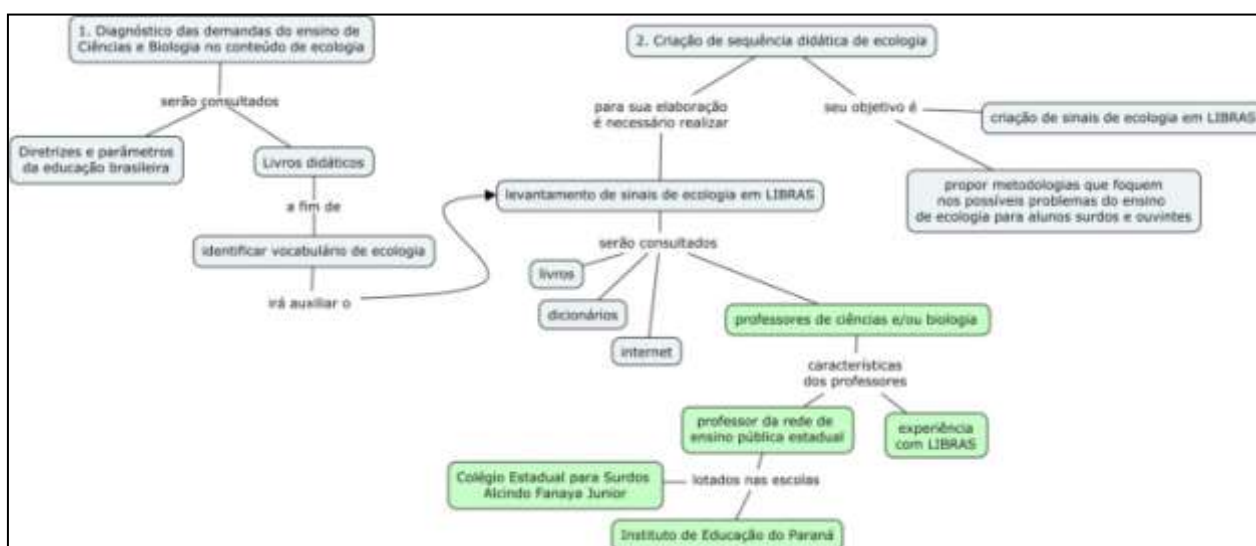 1. Diagnóstico das demandas do ensino de
Ciências e Biologia no conteúdo de ecologia
serão consultados
Diretrizes e parâmetros
da educação brasileira
Livros didáticos
a fim de
identificar vocabulário de ecologia
irá auxiliar o
2. Criação de sequência didática de ecologia
para sua elaboração
é necessário realizar
seu objetivo é
criação de sinais de ecologia em LIBRAS
propor metodologias que foquem
nos possíveis problemas do ensino
de ecologia para alunos surdos e ouvintes
levantamento de sinais de ecologia em LIBRAS
serão consultados
livros
dicionários
internet
professores de ciências e/ou biologia
características
dos professores
professor da rede de
ensino pública estadual
experiência
com LIBRAS
lotados nas escolas
Colégio Estadual para Surdos
Alcindo Fanaya Junior
Instituto de Educação do Paraná